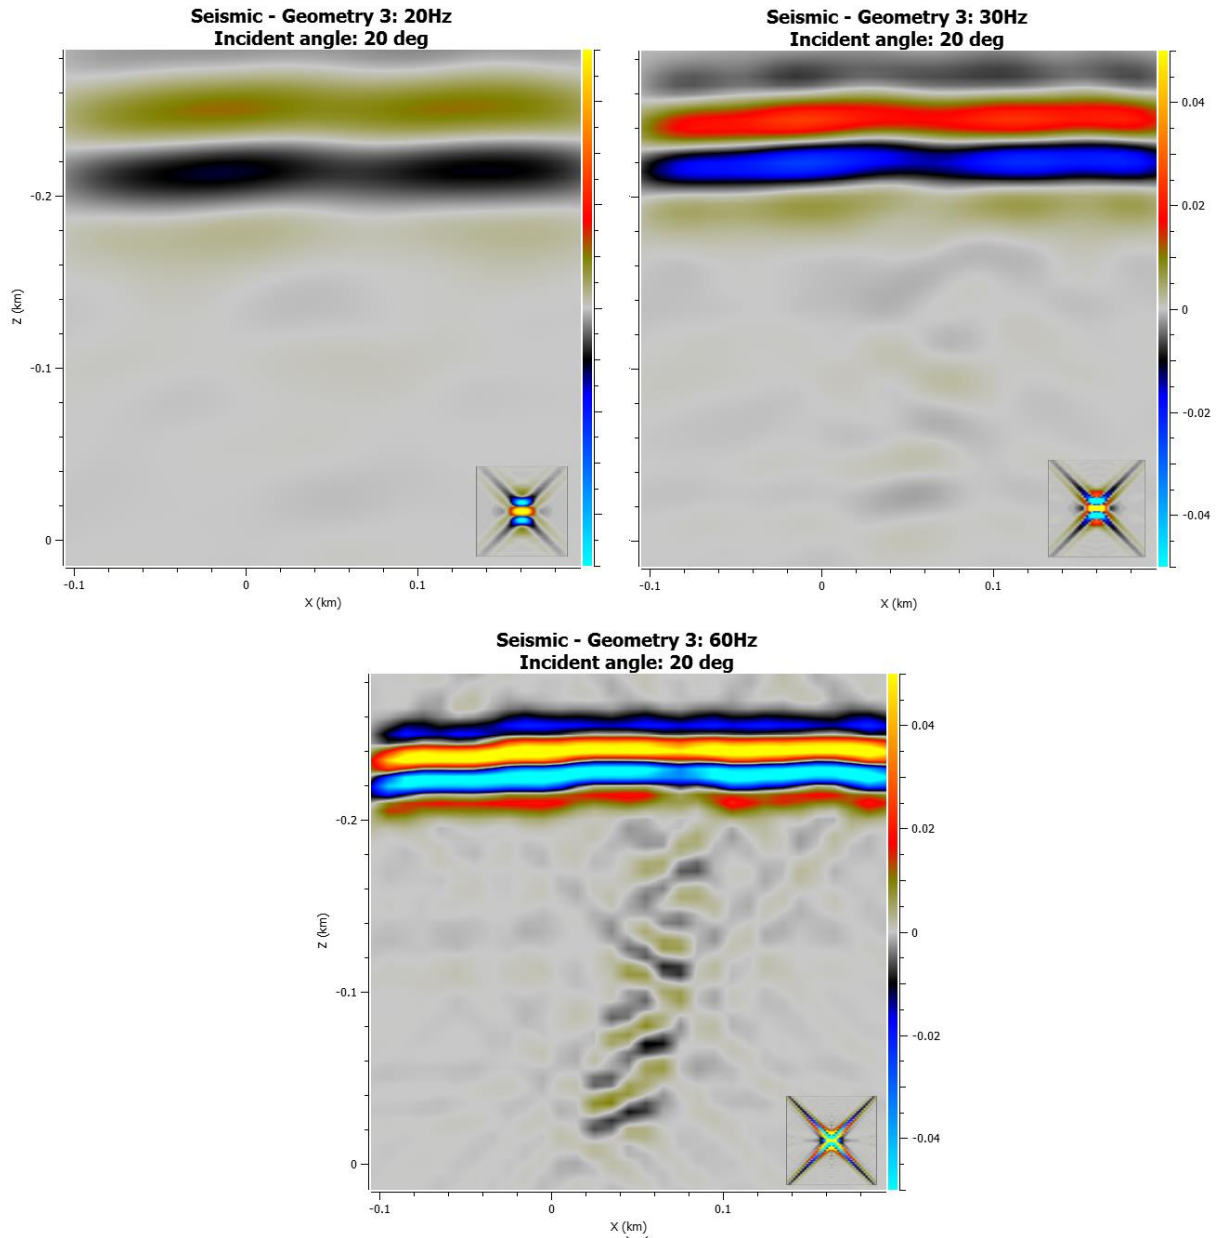 Seismic - Geometry 3: 20Hz
Incident angle: 20 deg
Z (km)
-0.2
-0.1
0
-0.1
0
0.1
X (km)
Seismic - Geometry 3: 30Hz
Incident angle: 20 deg
0.04
0.02
0
-0.02
-0.04
-0.1
0
0.1
X (km)
Seismic - Geometry 3: 60Hz
Incident angle: 20 deg
Z (km)
-0.2
-0.1
0
0.04
0.02
0
-0.02
-0.04
-0.1
0
0.1
X (km)